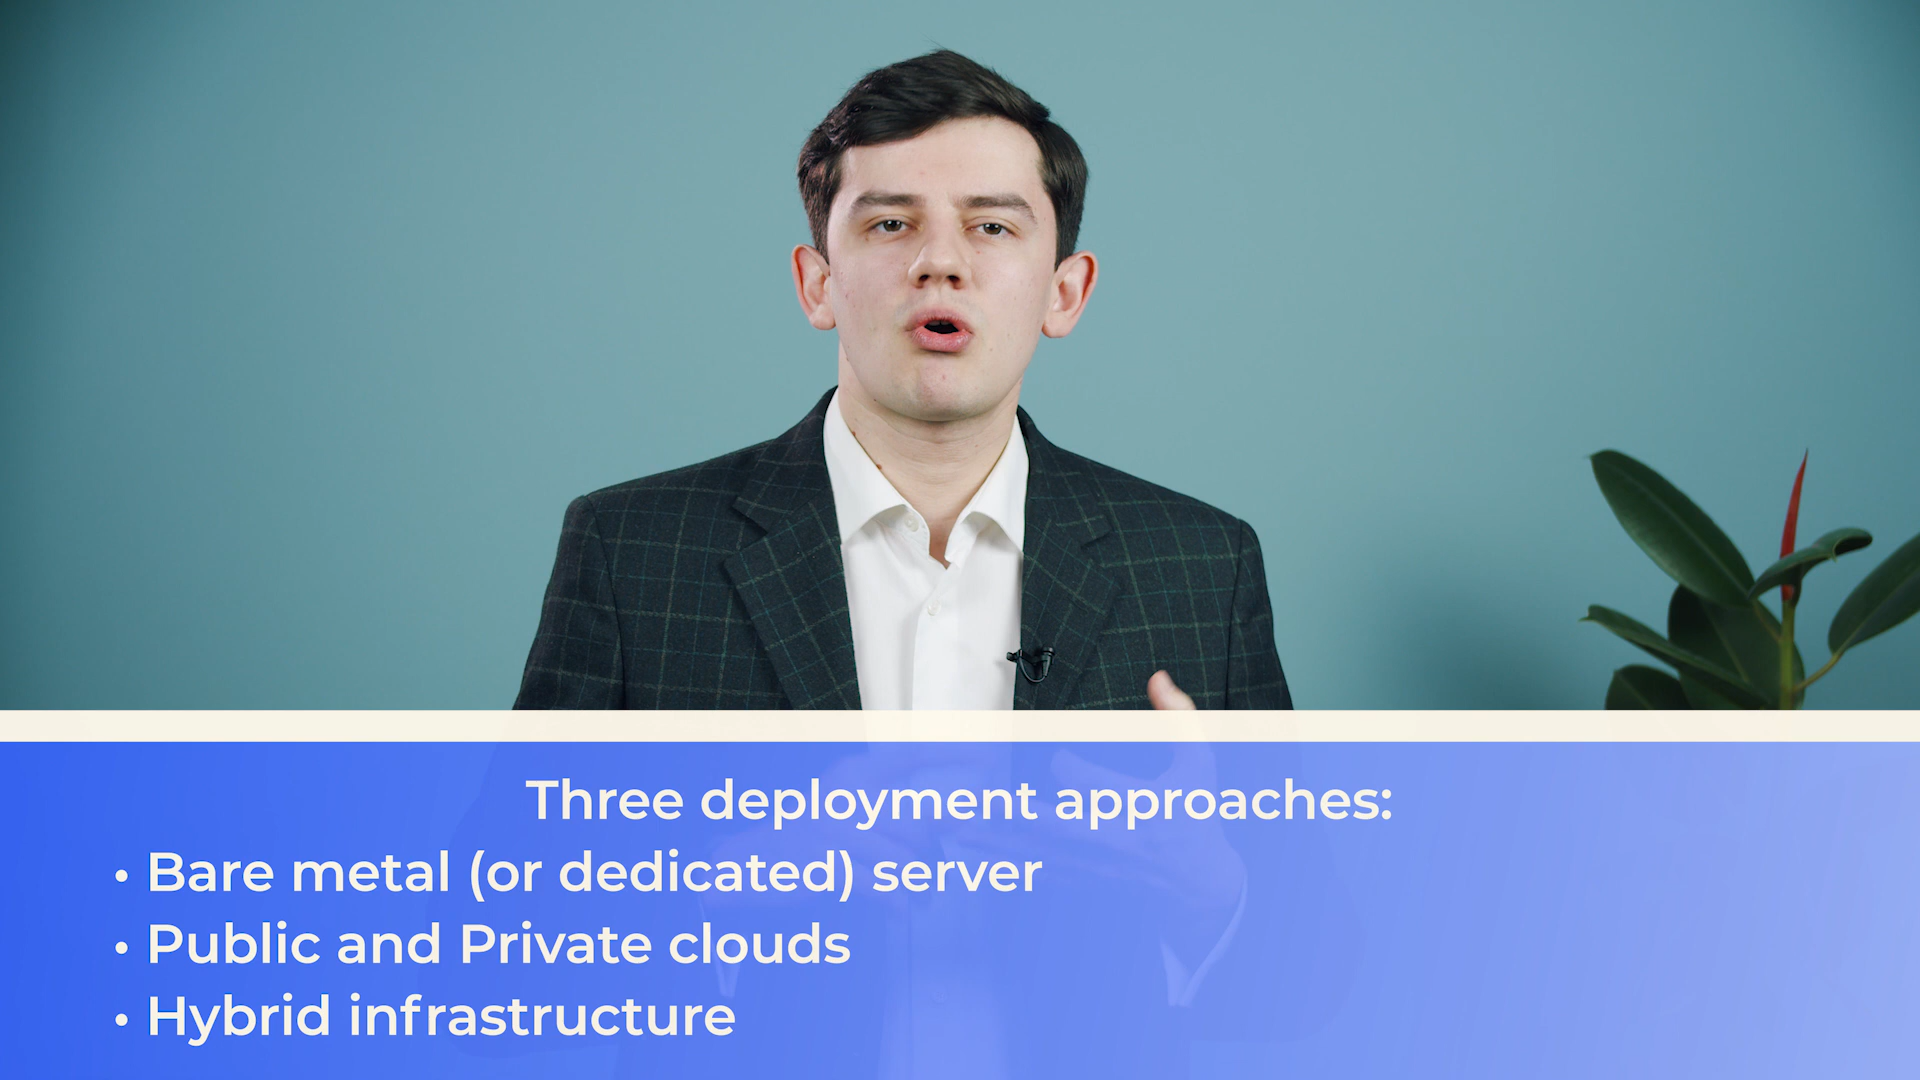 Three deployment approaches:
• Bare metal (or dedicated) server
• Public and Private clouds
• Hybrid infrastructure